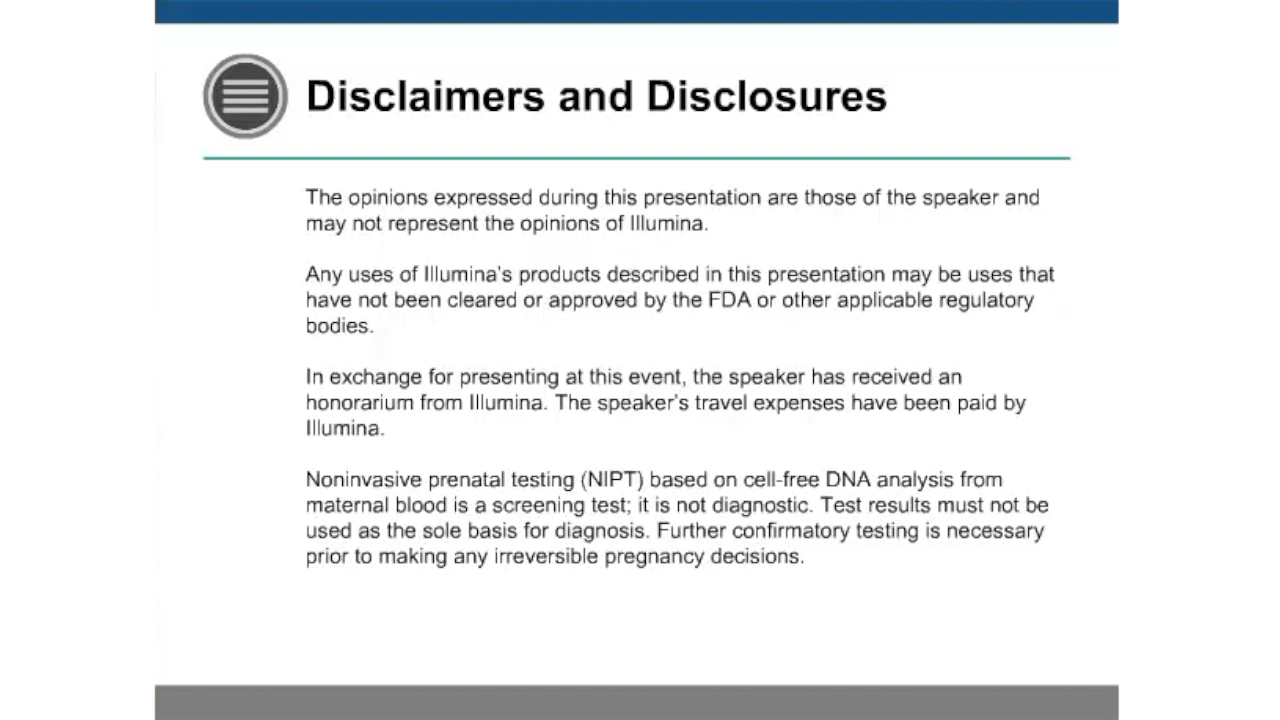 Disclaimers and Disclosures
The opinions expressed during this presentation are those of the speaker and
may not represent the opinions of Illumina.
Any uses of Illumina's products described in this presentation may be uses that
have not been cleared or approved by the FDA or other applicable regulatory
bodies.
In exchange for presenting at this event, the speaker has received an
honorarium from Illumina. The speaker's travel expenses have been paid by
Illumina.
Noninvasive prenatal testing (NIPT) based on cell-free DNA analysis from
maternal blood is a screening test; it is not diagnostic. Test results must not be
used as the sole basis for diagnosis. Further confirmatory testing is necessary
prior to making any irreversible pregnancy decisions.